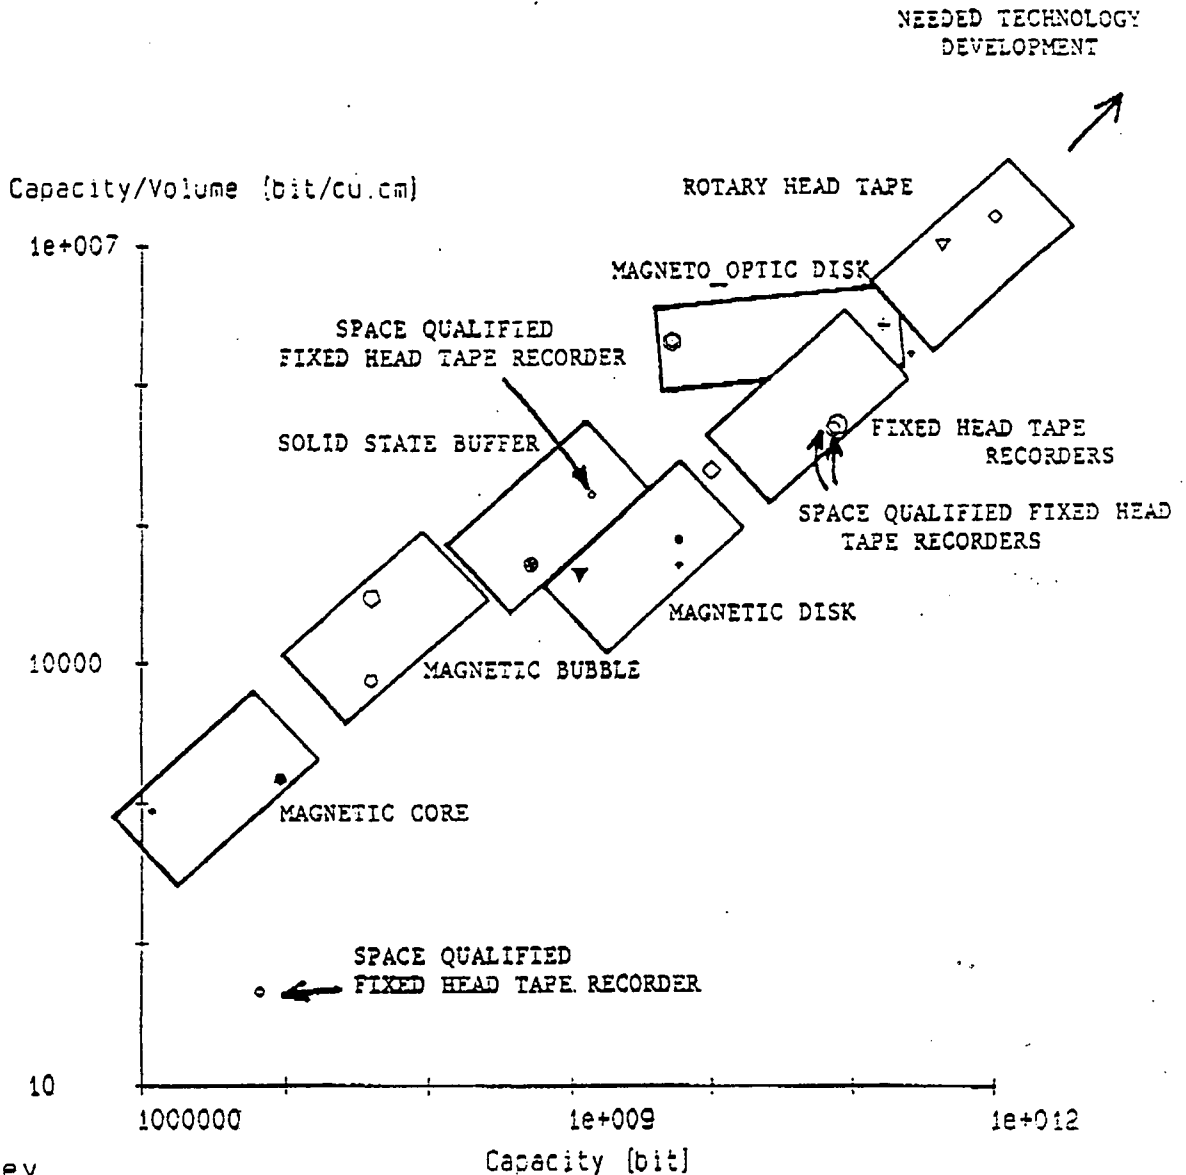 NEEDED TECHNOLOGY
DEVELOPMENT
Capacity/Volume [bit/cu.cm]
ROTARY HEAD TAPE
1e+007
MAGNETO_OPTIC DISK
SPACE QUALIFIED
FIXED HEAD TAPE RECORDER
SOLID STATE BUFFER
FIXED HEAD TAPE
RECORDERS
SPACE QUALIFIED FIXED HEAD
TAPE RECORDERS
MAGNETIC DISK
10000
MAGNETIC BUBBLE
MAGNETIC CORE
SPACE QUALIFIED
FIXED HEAD TAPE RECORDER
10
1000000
1e+009
1e+012
Capacity [bit]